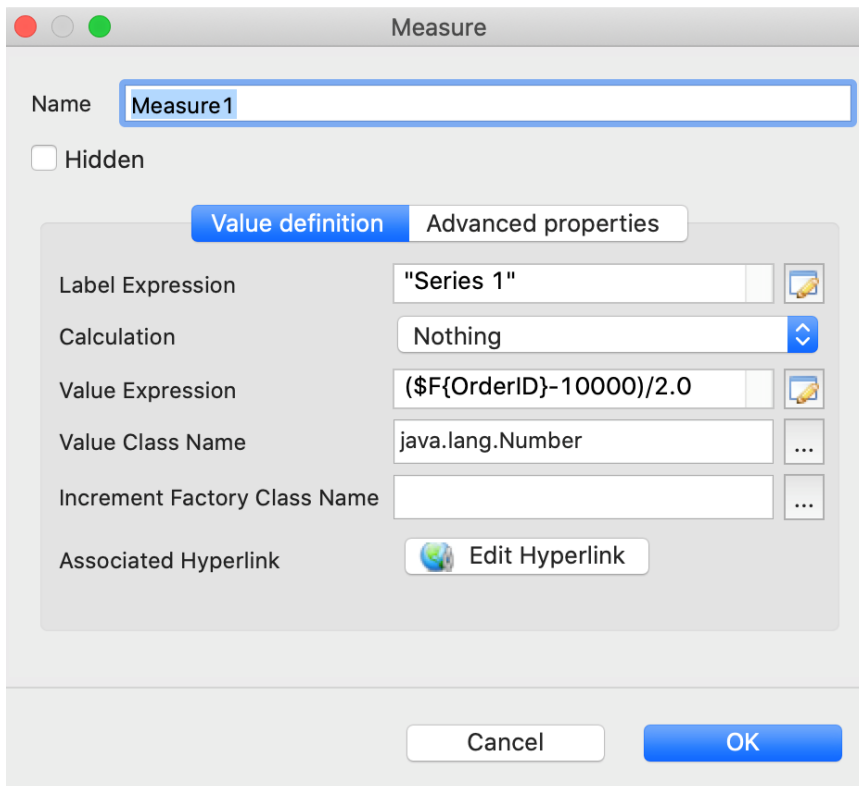 Measure
Name Measure1
Hidden
Value definition Advanced properties
Label Expression "Series 1"
Calculation Nothing
Value Expression ($F{OrderID}-10000)/2.0
Value Class Name java.lang.Number ...
Increment Factory Class Name ...
Associated Hyperlink Edit Hyperlink
Cancel OK